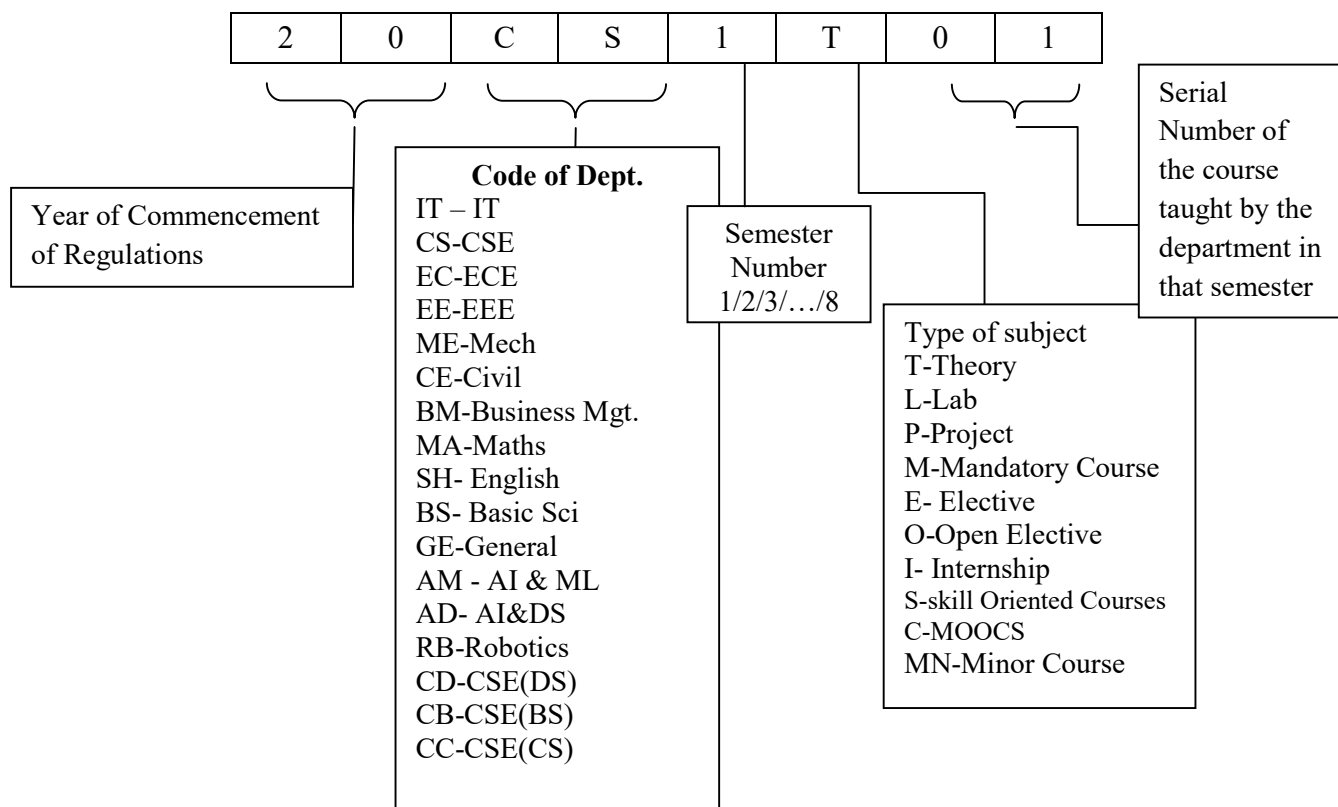 2 0 C S 1 T 0 1
Year of Commencement
of Regulations
Code of Dept.
IT – IT
CS-CSE
EC-ECE
EE-EEE
ME-Mech
CE-Civil
BM-Business Mgt.
MA-Maths
SH- English
BS- Basic Sci
GE-General
AM - AI & ML
AD- AI&DS
RB-Robotics
CD-CSE(DS)
CB-CSE(BS)
CC-CSE(CS)
Semester
Number
1/2/3/…/8
Type of subject
T-Theory
L-Lab
P-Project
M-Mandatory Course
E- Elective
O-Open Elective
I- Internship
S-skill Oriented Courses
C-MOOCS
MN-Minor Course
Serial
Number of
the course
taught by the
department in
that semester